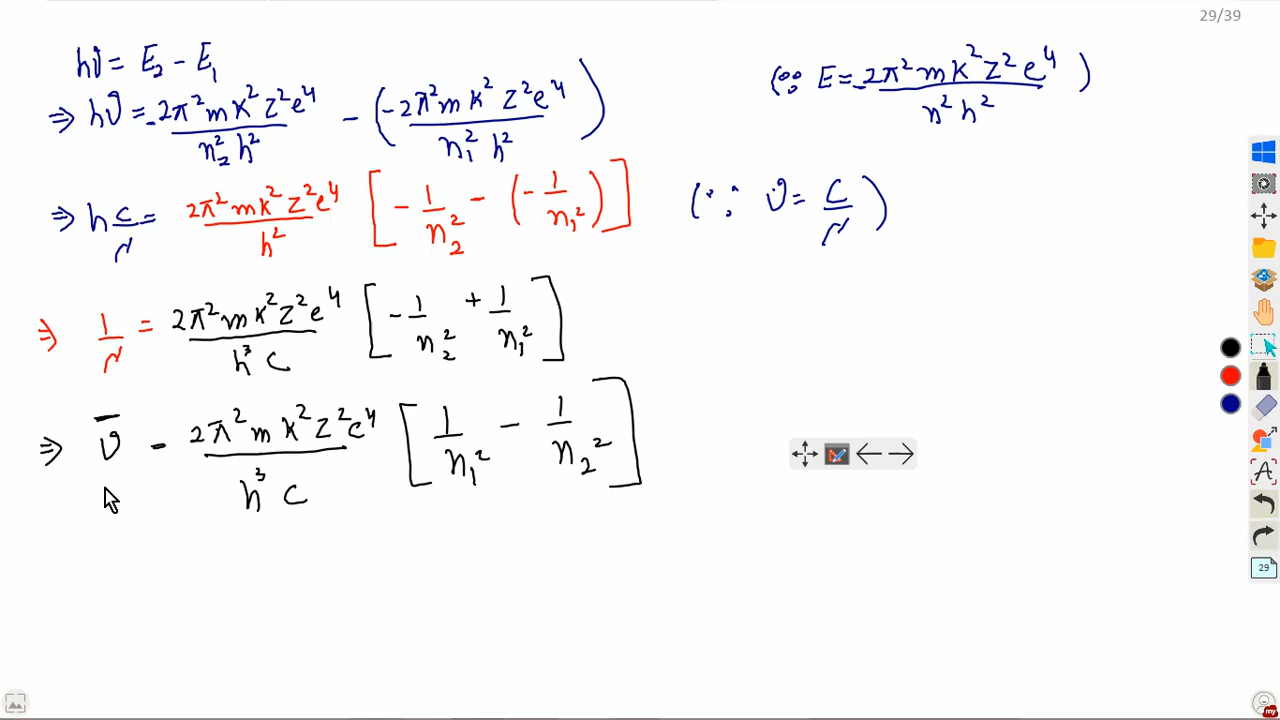 29/39
hν = E₂ - E₁
(∵ E = -2π²mk²z²e⁴ / n²h²)
⇒ hν = -2π²mk²z²e⁴ / n₂²h² - (-2π²mk²z²e⁴ / n₁²h²)
⇒ h c/λ = 2π²mk²z²e⁴ / h² [-1/n₂² - (-1/n₁²)] (∵ ν = c/λ)
⇒ 1/λ = 2π²mk²z²e⁴ / h³c [-1/n₂² + 1/n₁²]
⇒ ν̅ = 2π²mk²z²e⁴ / h³c [1/n₁² - 1/n₂²]
A
29
my